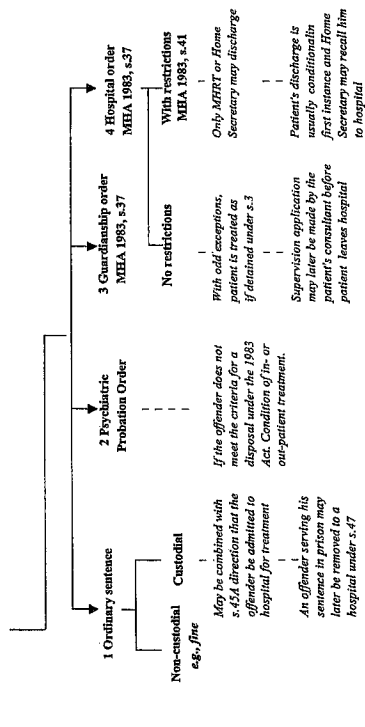 1 Ordinary sentence
Non-custodial
e.g., fine
Custodial
May be combined with
s.45A direction that the
offender be admitted to
hospital for treatment
An offender serving his
sentence in prison may
later be removed to a
hospital under s.47
2 Psychiatric
Probation Order
If the offender does not
meet the criteria for a
disposal under the 1983
Act. Condition of in- or
out-patient treatment.
3 Guardianship order
MHA 1983, s.37
4 Hospital order
MHA 1983, s.37
No restrictions
With odd exceptions,
patient is treated as
if detained under s.3
Supervision application
may later be made by the
patient's consultant before
patient leaves hospital
With restrictions
MHA 1983, s.41
Only MHRT or Home
Secretary may discharge
Patient's discharge is
usually conditionalin
first instance and Home
Secretary may recall him
to hospital